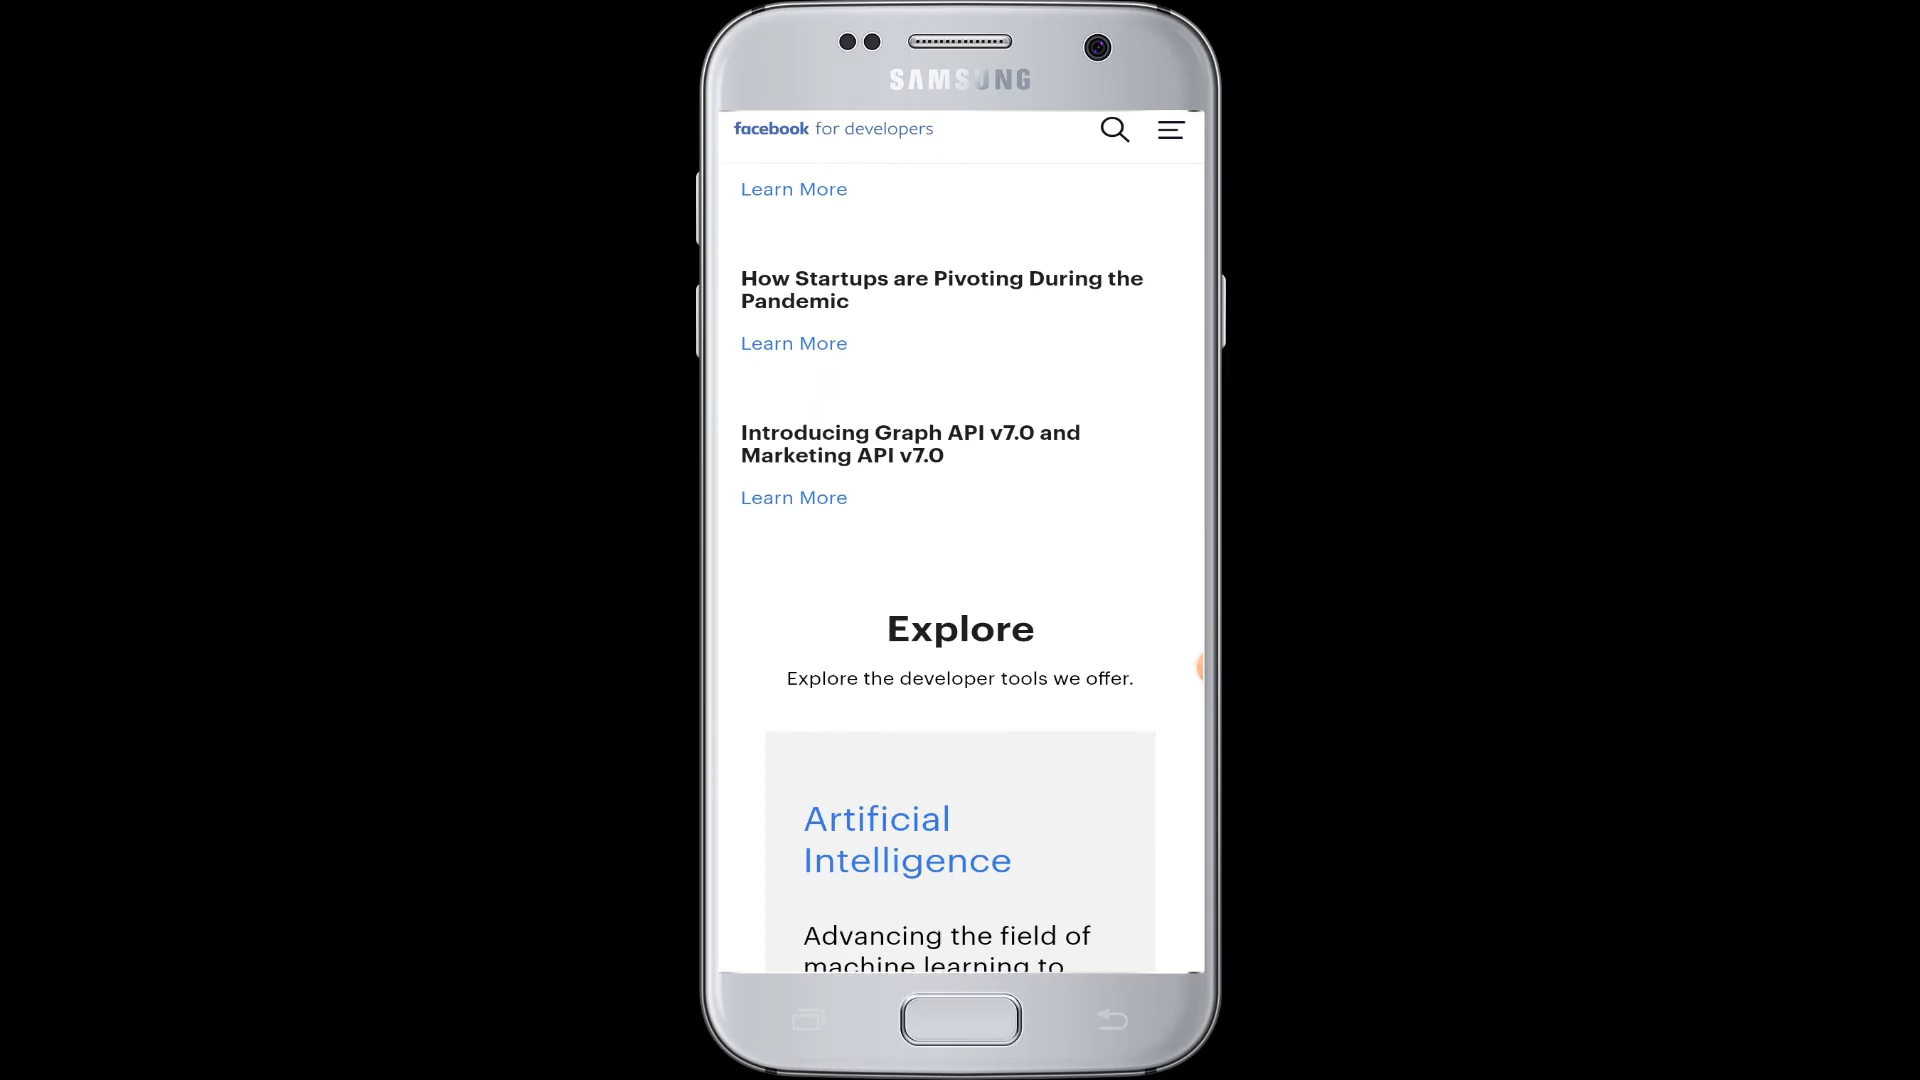 SAMSUNG
facebook for developers
Learn More
How Startups are Pivoting During the
Pandemic
Learn More
Introducing Graph API v7.0 and
Marketing API v7.0
Learn More
Explore
Explore the developer tools we offer.
Artificial
Intelligence
Advancing the field of
machine learning to